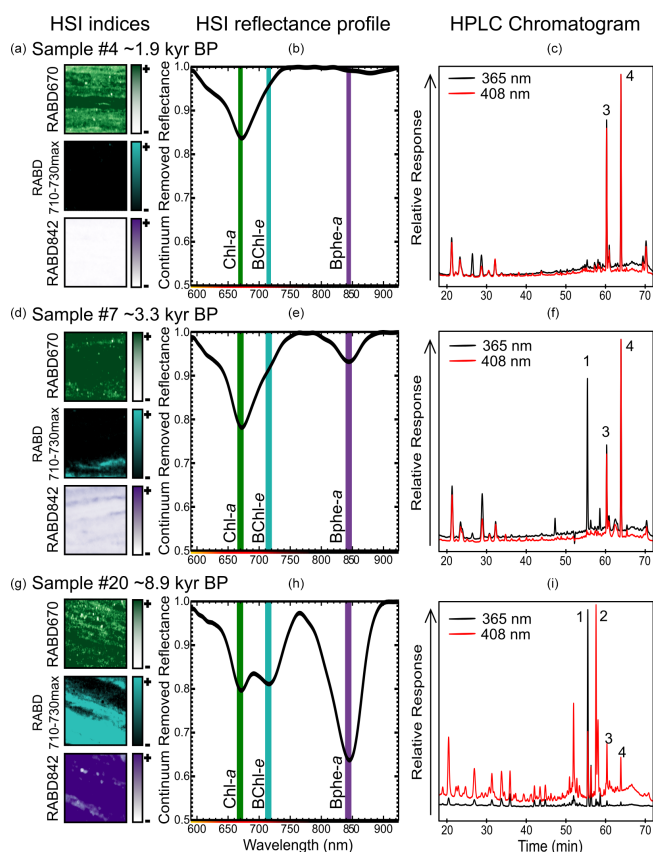 HSI indices HSI reflectance profile HPLC Chromatogram
(a) Sample #4 ~1.9 kyr BP (b) (c)
RABD670
+
-
RABD
710-730max
+
-
RABD842
+
-
Continuum Removed Reflectance
1.0
0.9
0.8
0.7
0.6
0.5
Chl-a
BChl-e
Bphe-a
600 650 700 750 800 850 900
Relative Response
365 nm
408 nm
3
4
20 30 40 50 60 70
(d) Sample #7 ~3.3 kyr BP (e) (f)
RABD670
+
-
RABD
710-730max
+
-
RABD842
+
-
Continuum Removed Reflectance
1.0
0.9
0.8
0.7
0.6
0.5
Chl-a
BChl-e
Bphe-a
600 650 700 750 800 850 900
Relative Response
365 nm
408 nm
1
3
4
20 30 40 50 60 70
(g) Sample #20 ~8.9 kyr BP (h) (i)
RABD670
+
-
RABD
710-730max
+
-
RABD842
+
-
Continuum Removed Reflectance
1.0
0.9
0.8
0.7
0.6
0.5
Chl-a
BChl-e
Bphe-a
600 650 700 750 800 850 900
Wavelength (nm)
Relative Response
365 nm
408 nm
1
2
3
4
20 30 40 50 60 70
Time (min)